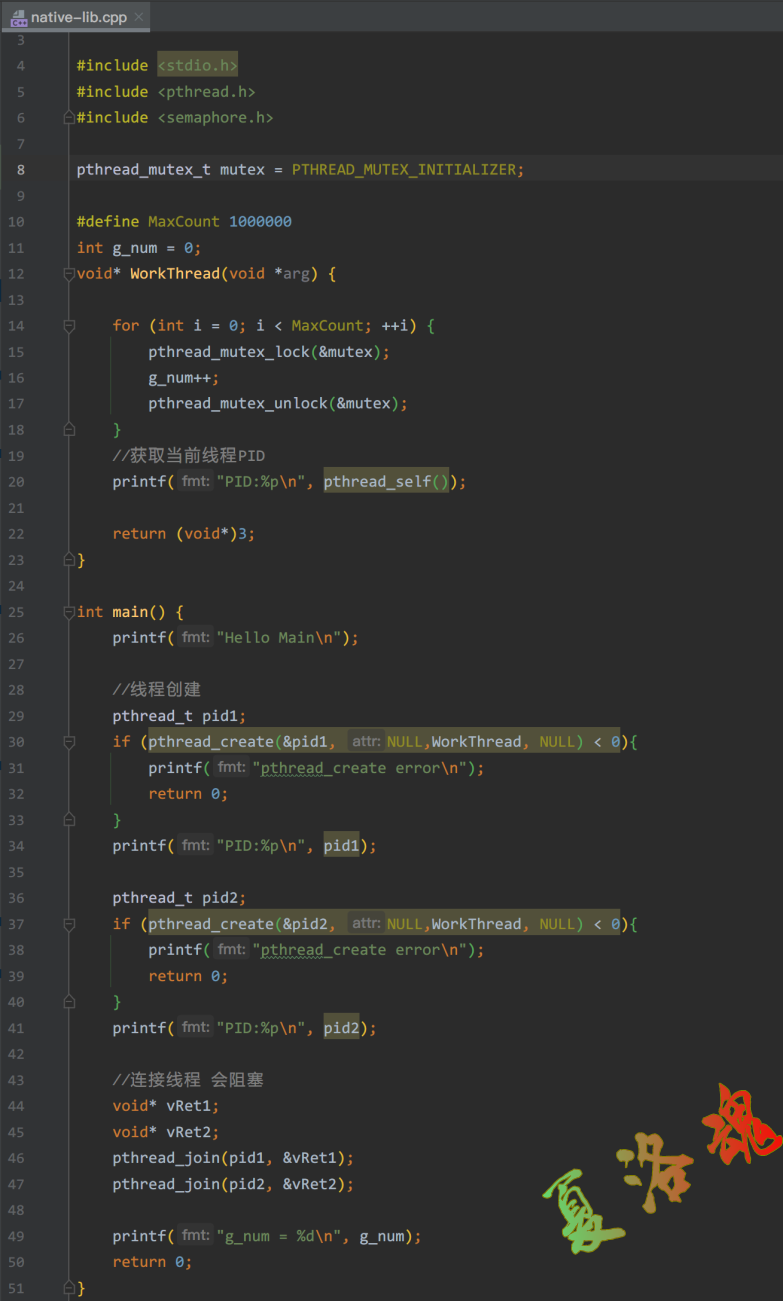 native-lib.cpp
3
4 #include <stdio.h>
5 #include <pthread.h>
6 #include <semaphore.h>
7
8 pthread_mutex_t mutex = PTHREAD_MUTEX_INITIALIZER;
9
10 #define MaxCount 1000000
11 int g_num = 0;
12 void* WorkThread(void *arg) {
13
14 for (int i = 0; i < MaxCount; ++i) {
15 pthread_mutex_lock(&mutex);
16 g_num++;
17 pthread_mutex_unlock(&mutex);
18 }
19 //获取当前线程PID
20 printf( fmt: "PID:%p\n", pthread_self());
21
22 return (void*)3;
23 }
24
25 int main() {
26 printf( fmt: "Hello Main\n");
27
28 //线程创建
29 pthread_t pid1;
30 if (pthread_create(&pid1, attr: NULL,WorkThread, NULL) < 0){
31 printf( fmt: "pthread_create error\n");
32 return 0;
33 }
34 printf( fmt: "PID:%p\n", pid1);
35
36 pthread_t pid2;
37 if (pthread_create(&pid2, attr: NULL,WorkThread, NULL) < 0){
38 printf( fmt: "pthread_create error\n");
39 return 0;
40 }
41 printf( fmt: "PID:%p\n", pid2);
42
43 //连接线程 会阻塞
44 void* vRet1;
45 void* vRet2;
46 pthread_join(pid1, &vRet1);
47 pthread_join(pid2, &vRet2);
48
49 printf( fmt: "g_num = %d\n", g_num);
50 return 0;
51 }
夏洛魂